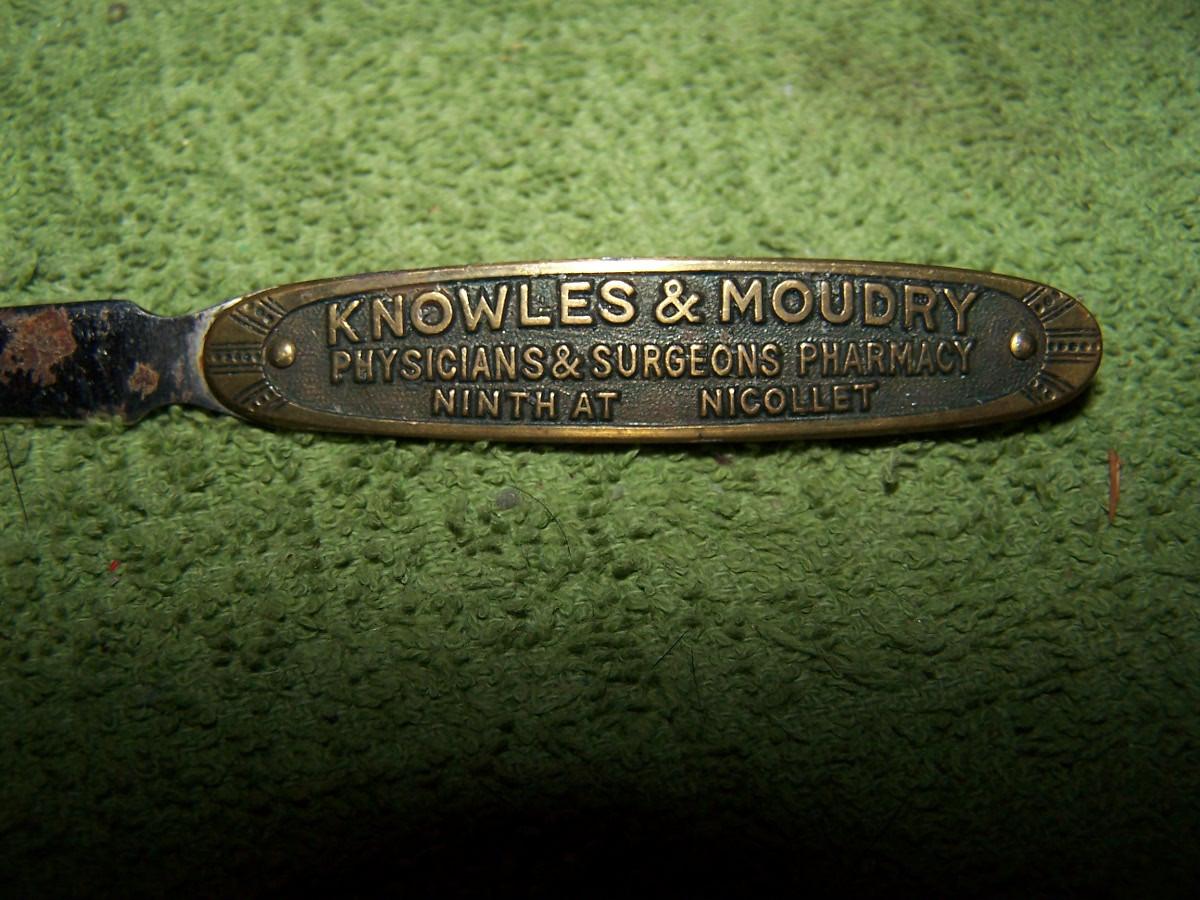 KNOWLES & MOUDRY
PHYSICIANS & SURGEONS PHARMACY
NINTH AT NICOLLET